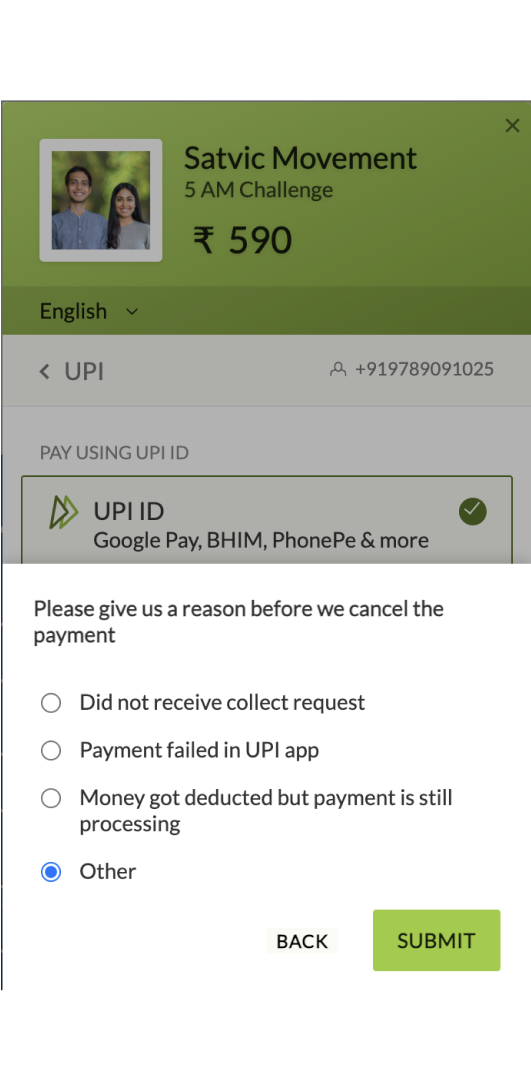 Satvic Movement
5 AM Challenge
₹ 590
English
UPI
+919789091025
PAY USING UPI ID
UPI ID
Google Pay, BHIM, PhonePe & more
Please give us a reason before we cancel the
payment
Did not receive collect request
Payment failed in UPI app
Money got deducted but payment is still
processing
Other
BACK
SUBMIT